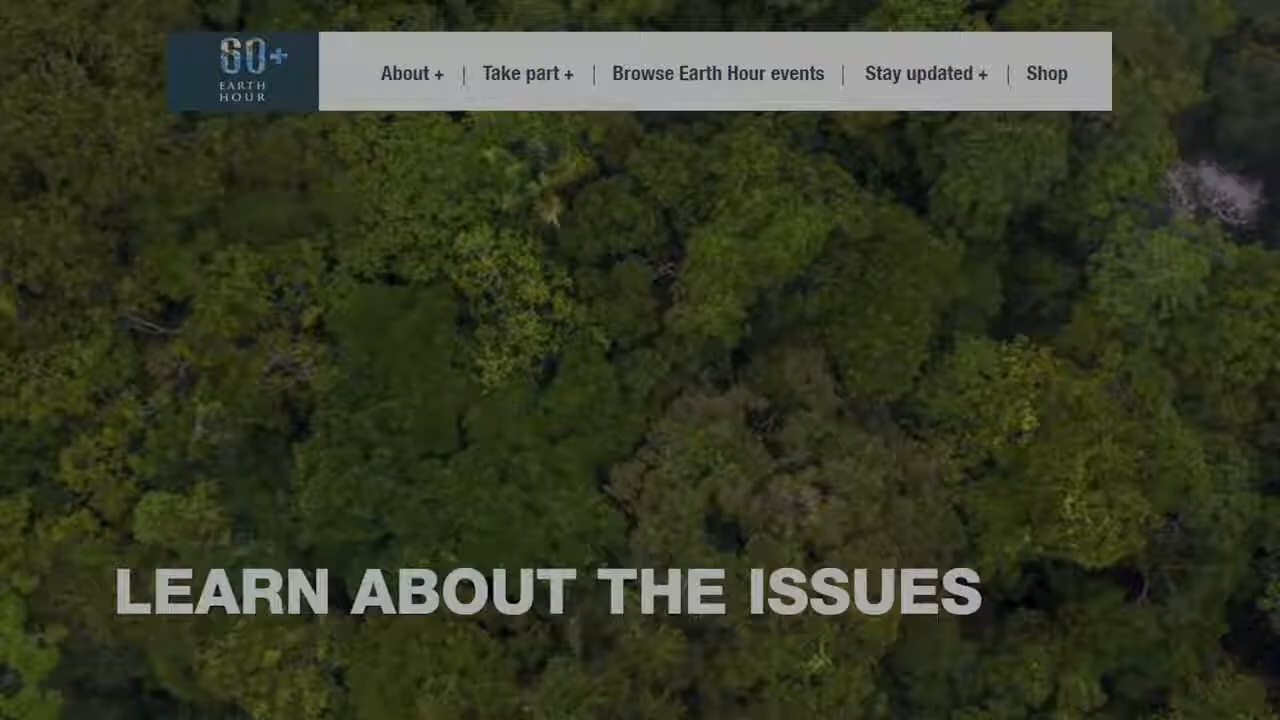 60+
EARTH
HOUR
About + | Take part + | Browse Earth Hour events | Stay updated + | Shop
LEARN ABOUT THE ISSUES